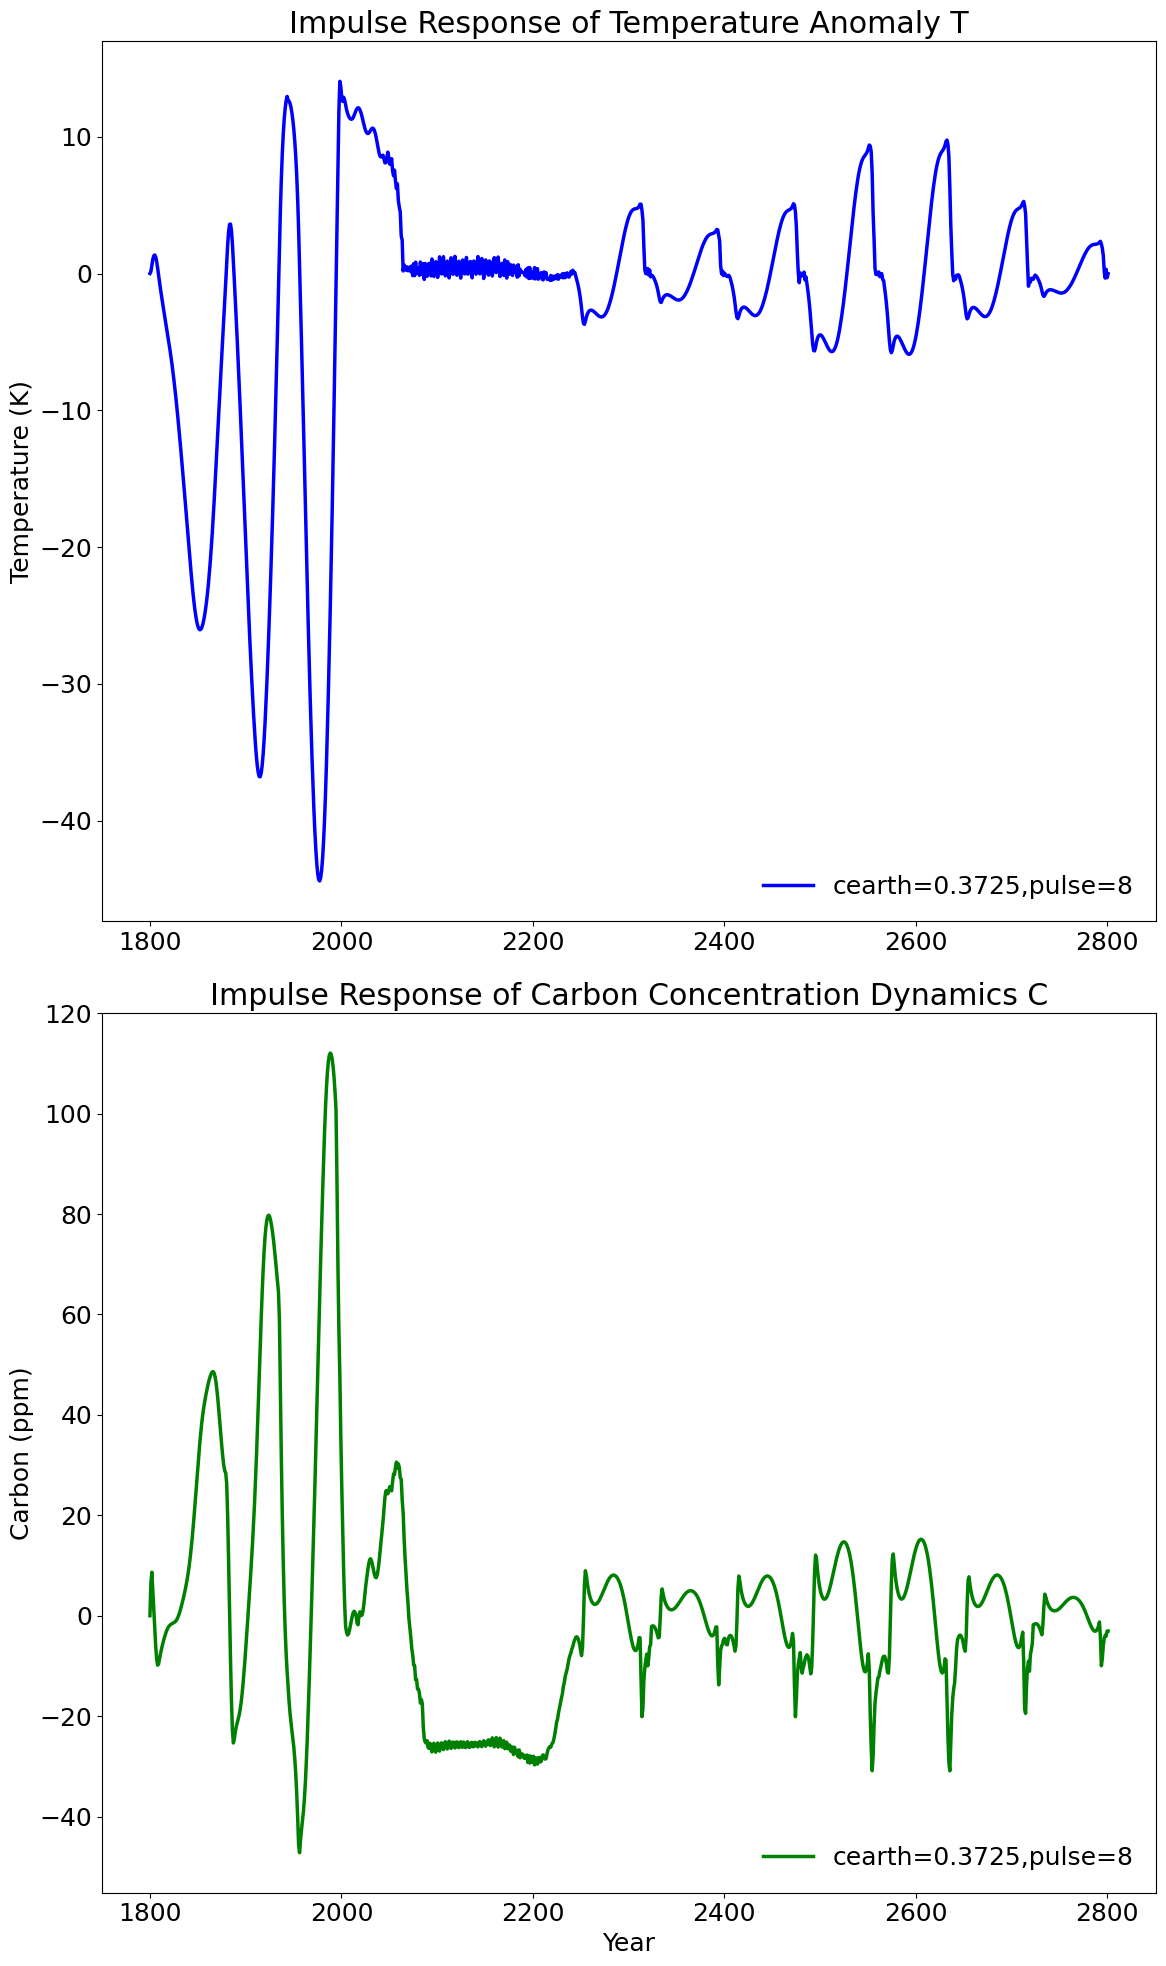 Impulse Response of Temperature Anomaly T
Temperature (K)
10
0
−10
−20
−30
−40
cearth=0.3725,pulse=8
1800 2000 2200 2400 2600 2800
Impulse Response of Carbon Concentration Dynamics C
Carbon (ppm)
120
100
80
60
40
20
0
−20
−40
cearth=0.3725,pulse=8
1800 2000 2200 2400 2600 2800
Year